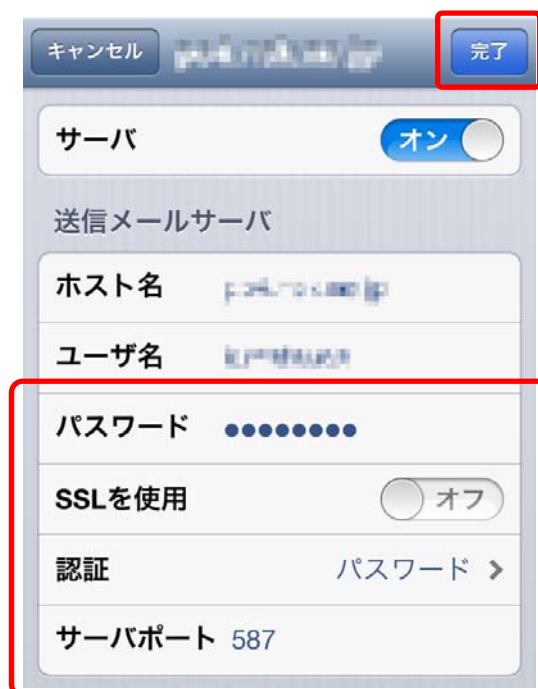 キャンセル 完了
サーバ オン
送信メールサーバ
ホスト名
ユーザ名
パスワード ●●●●●●●●
SSLを使用 オフ
認証 パスワード
サーバポート 587